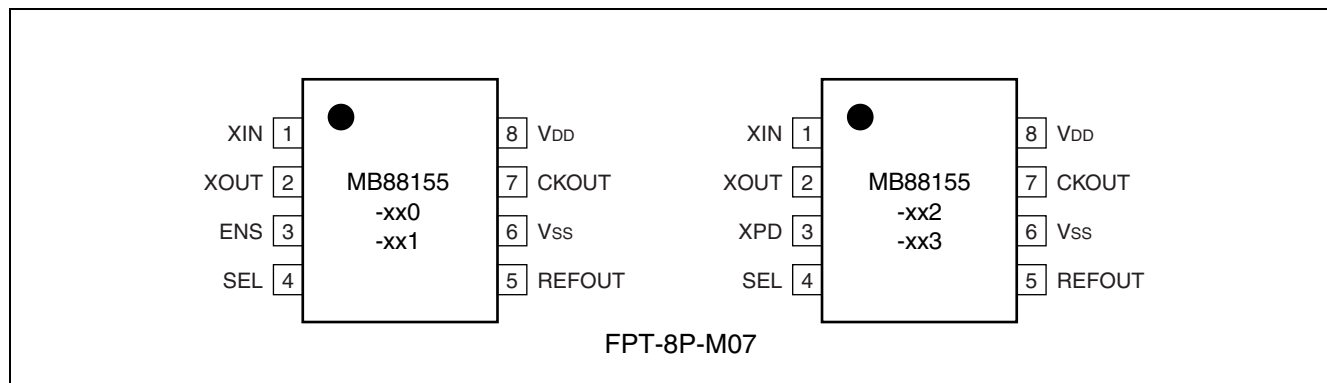 XIN 1
XOUT 2
ENS 3
SEL 4
MB88155
-xx0
-xx1
8 VDD
7 CKOUT
6 VSS
5 REFOUT
XIN 1
XOUT 2
XPD 3
SEL 4
MB88155
-xx2
-xx3
8 VDD
7 CKOUT
6 VSS
5 REFOUT
FPT-8P-M07